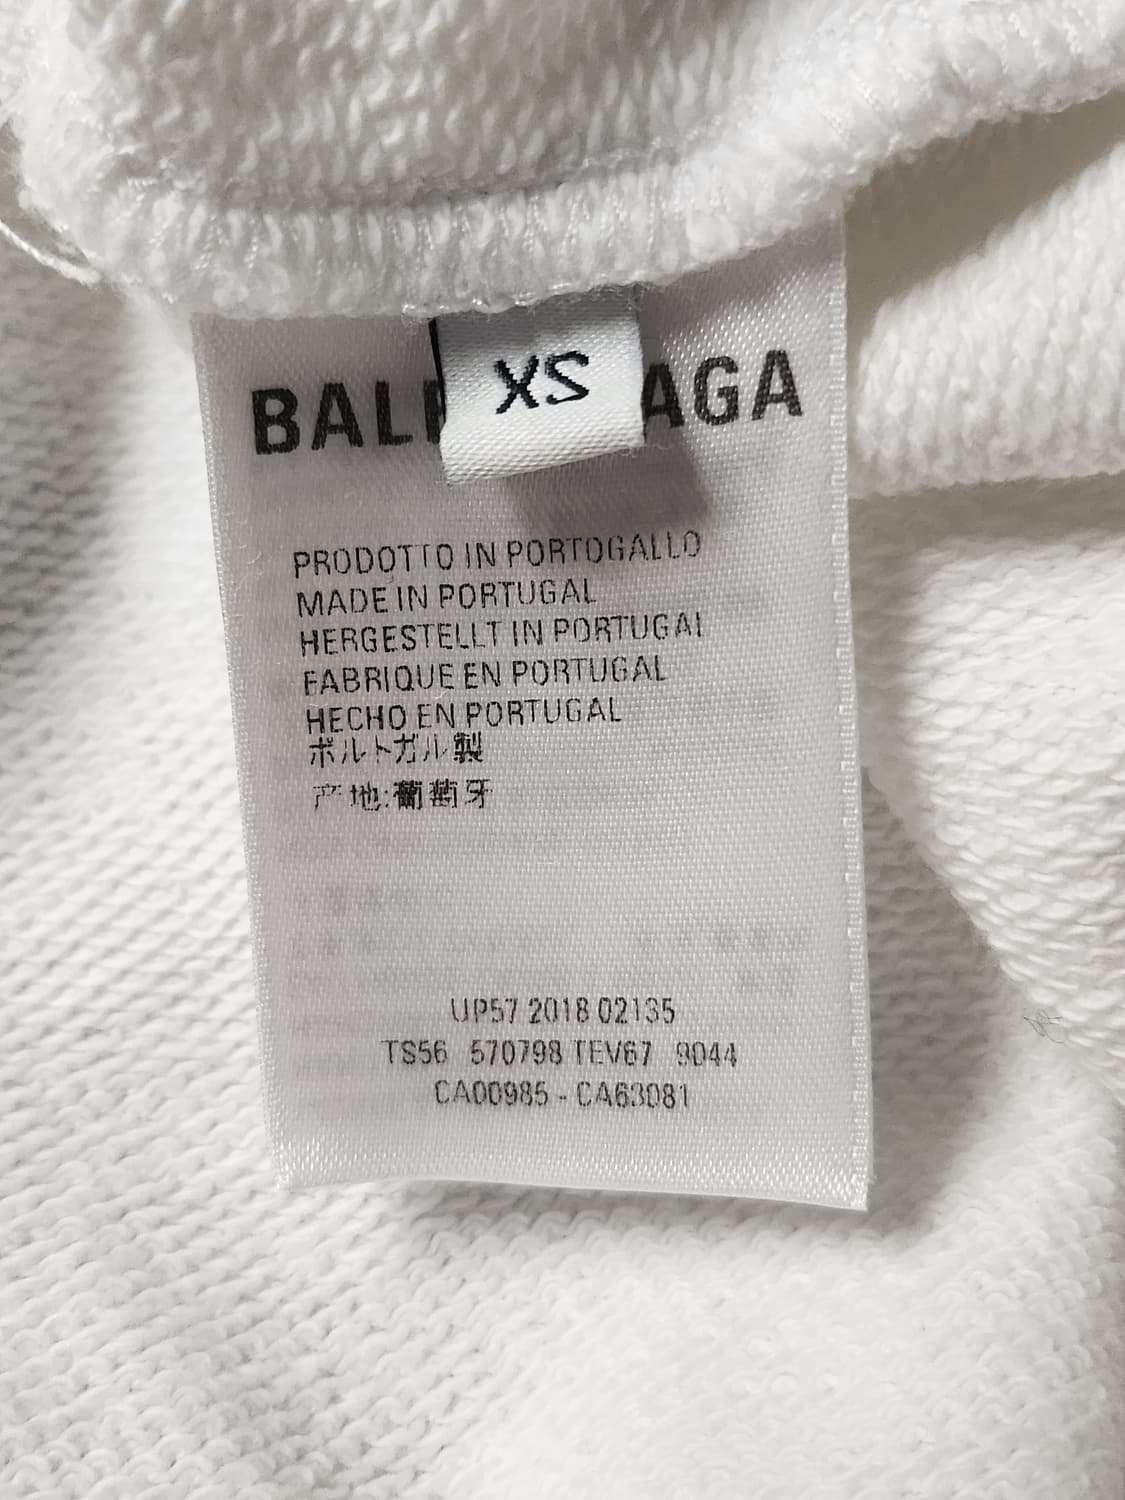 XS
BALE AGA
PRODOTTO IN PORTOGALLO
MADE IN PORTUGAL
HERGESTELLT IN PORTUGAL
FABRIQUE EN PORTUGAL
HECHO EN PORTUGAL
ポルトガル製
产地:葡萄牙
UP57 2018 02135
TS56 570798 TEV67 9044
CA00985 - CA63081